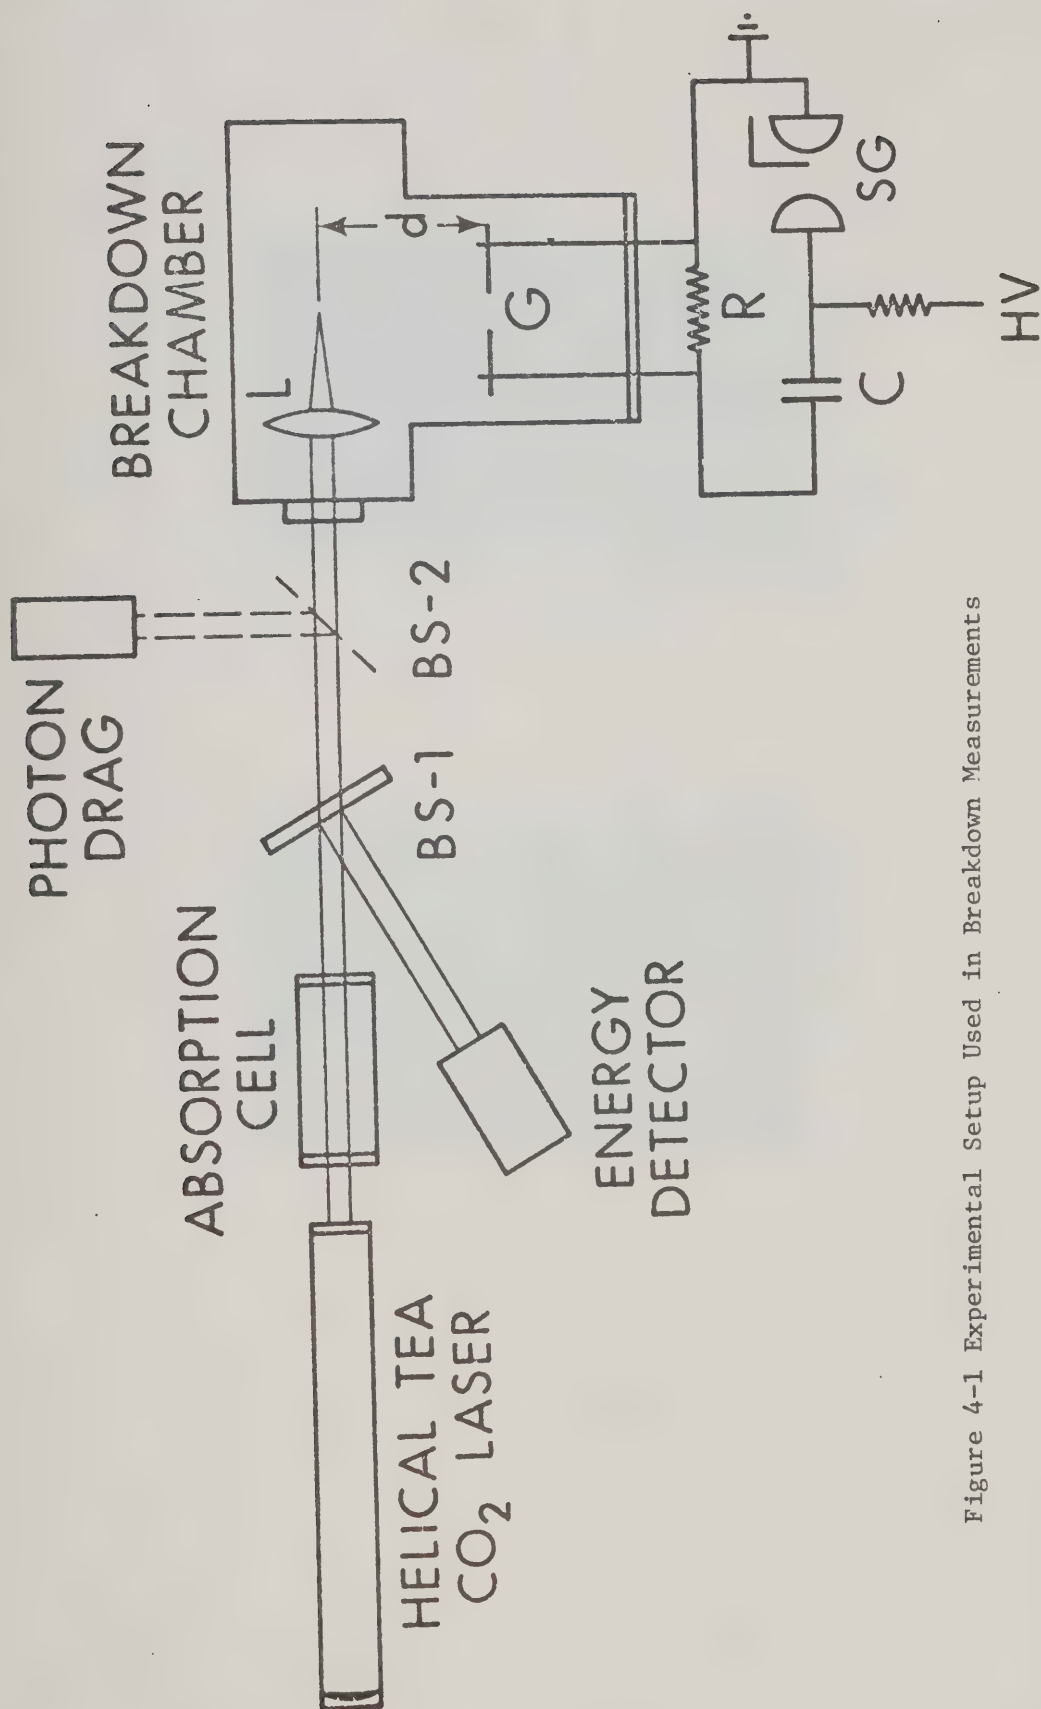 PHOTON
DRAG
BREAKDOWN
CHAMBER
ABSORPTION
CELL
L
d
G
HELICAL TEA
CO₂ LASER
BS-1
BS-2
ENERGY
DETECTOR
R
C
SG
HV
Figure 4-1 Experimental Setup Used in Breakdown Measurements